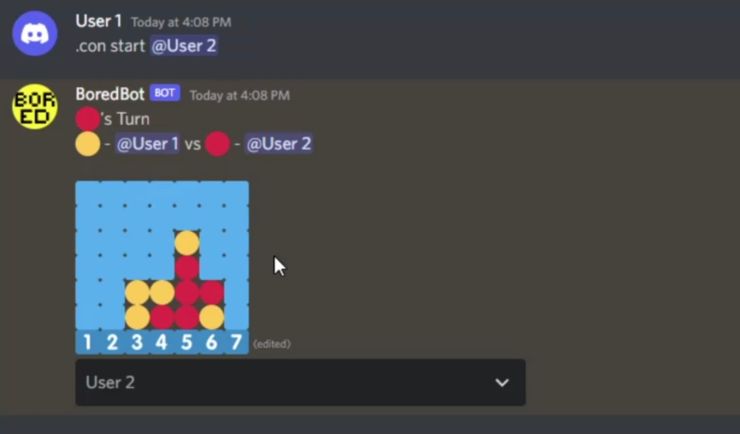 User 1 Today at 4:08 PM
.con start @User 2
BOR
ED
BoredBot BOT Today at 4:08 PM
's Turn
- @User 1 vs - @User 2
1 2 3 4 5 6 7 (edited)
User 2